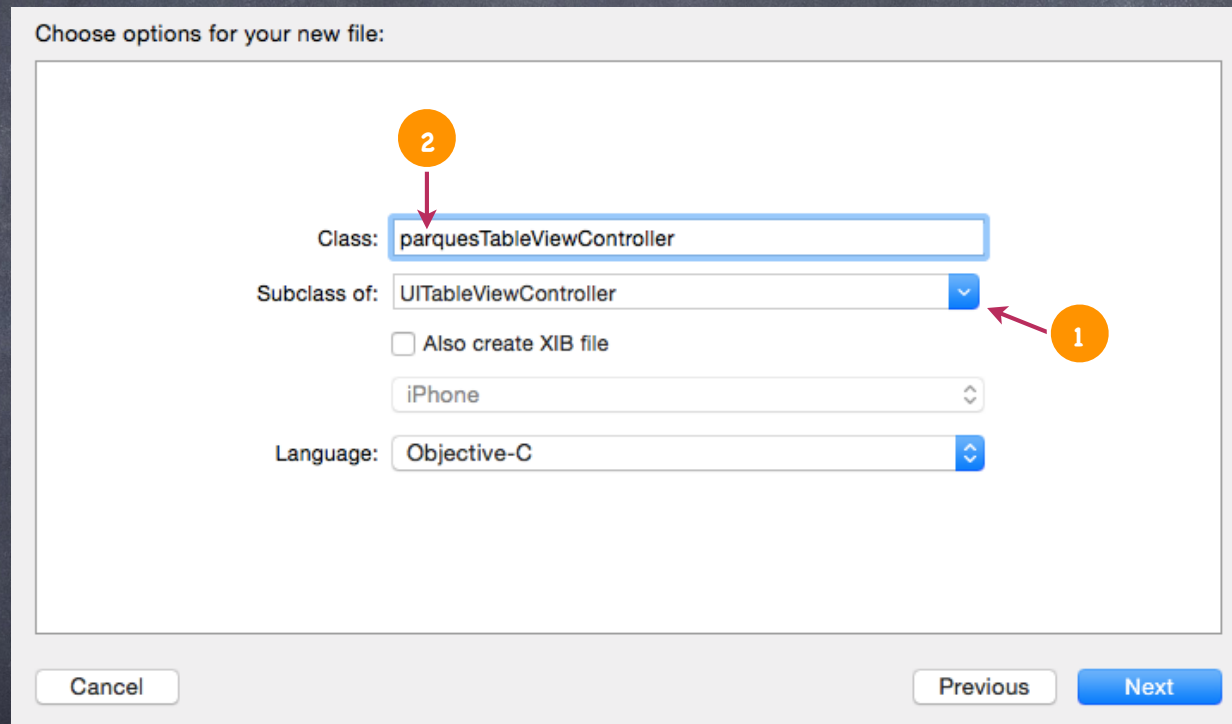 Choose options for your new file:
2
Class: parquesTableViewController
Subclass of: UITableViewController
1
Also create XIB file
iPhone
Language: Objective-C
Cancel Previous Next